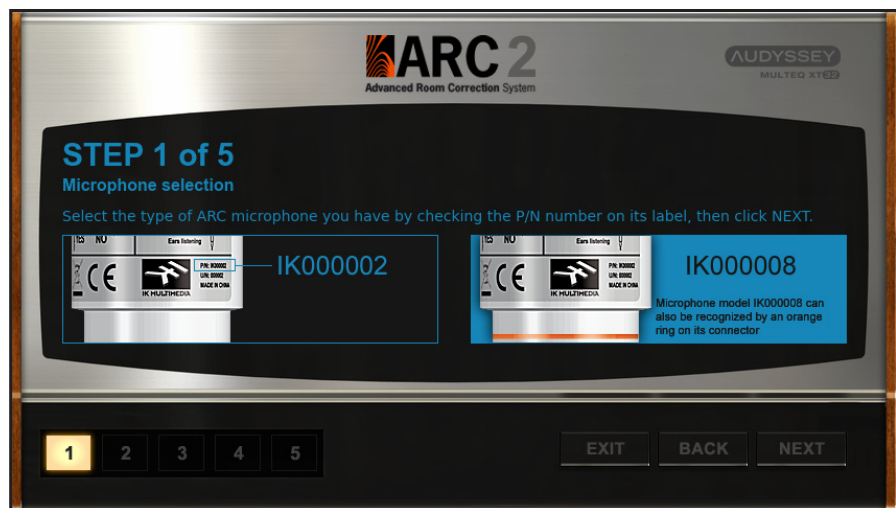 ARC 2
Advanced Room Correction System
AUDYSSEY
MULTEQ XT32
STEP 1 of 5
Microphone selection
Select the type of ARC microphone you have by checking the P/N number on its label, then click NEXT.
YES NO
Ears listening
P/N: IK000002
U/N: 000002
MADE IN CHINA
CE
IK MULTIMEDIA
IK000002
NO
Ears listening
P/N: IK000002
U/N: 000002
MADE IN CHINA
CE
IK MULTIMEDIA
IK000008
Microphone model IK000008 can
also be recognized by an orange
ring on its connector
1 2 3 4 5
EXIT BACK NEXT